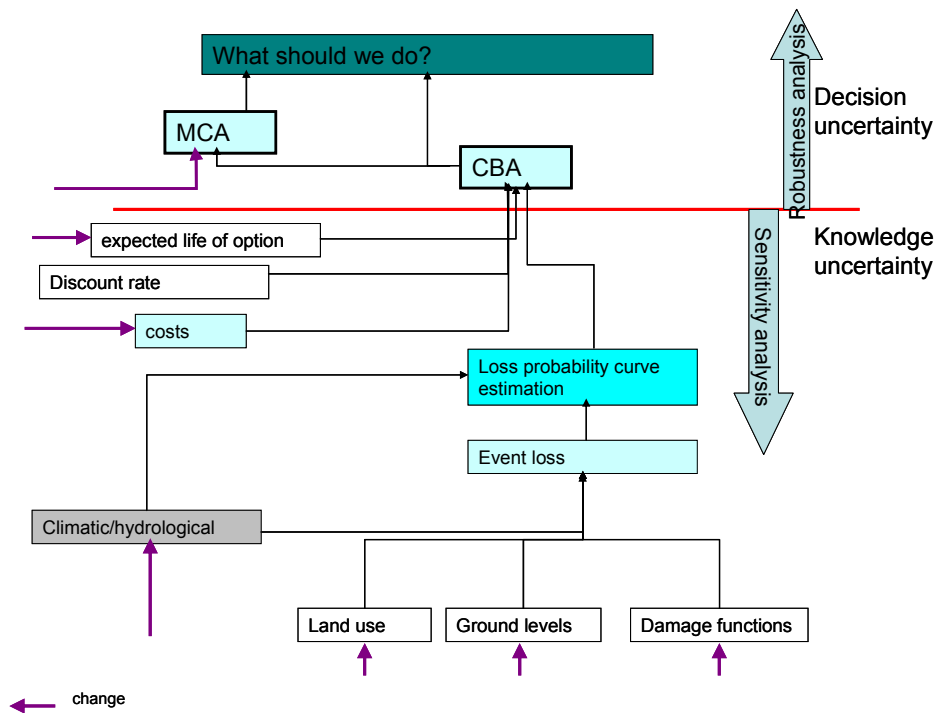 What should we do?
Robustness analysis
Decision
uncertainty
MCA
CBA
expected life of option
Knowledge
uncertainty
Sensitivity analysis
Discount rate
costs
Loss probability curve
estimation
Event loss
Climatic/hydrological
Land use
Ground levels
Damage functions
change